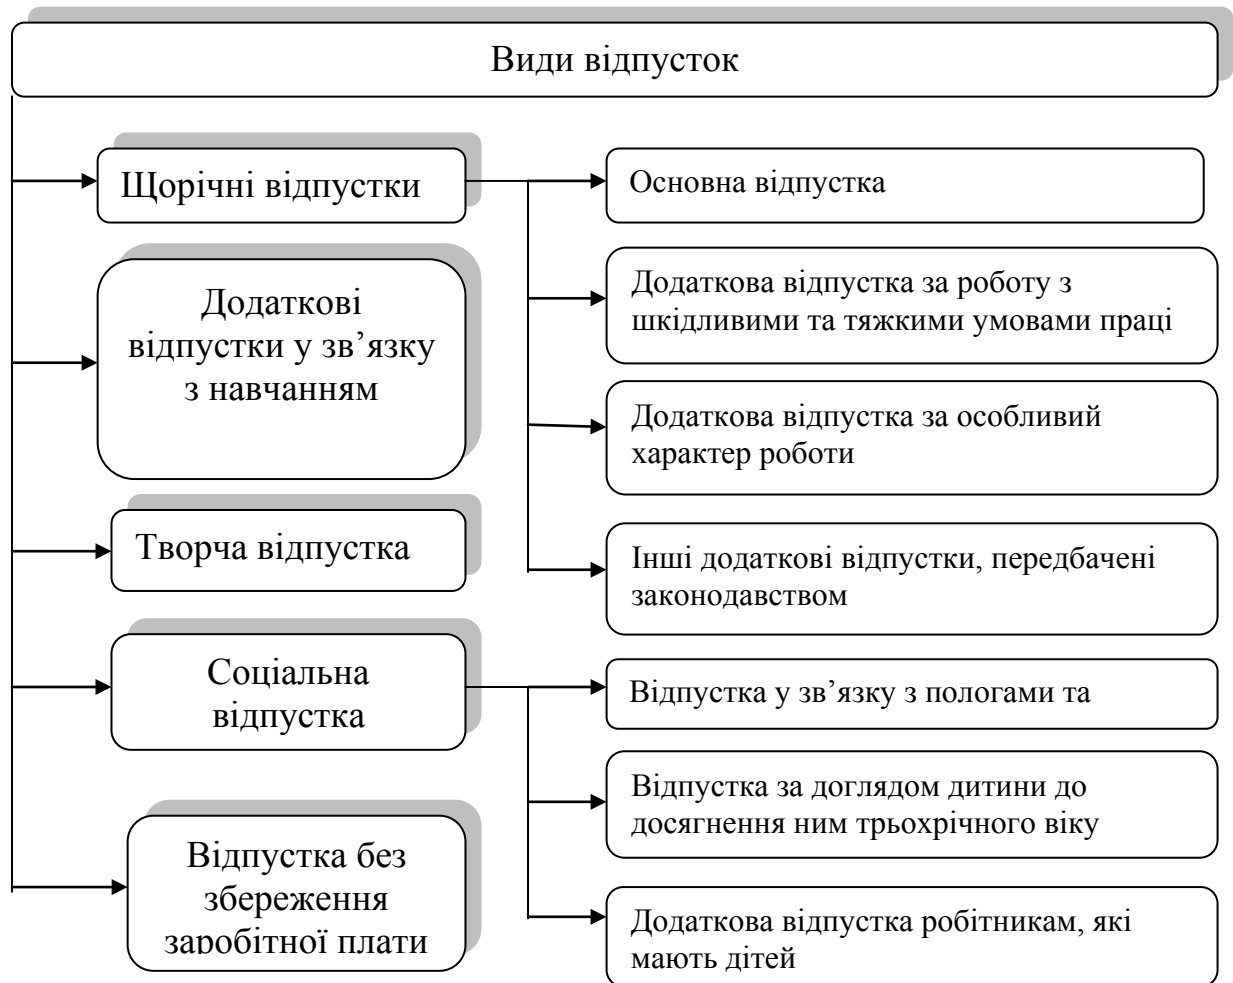 Види відпусток
Щорічні відпустки
Основна відпустка
Додаткова відпустка за роботу з
шкідливими та тяжкими умовами праці
Додаткова відпустка за особливий
характер роботи
Інші додаткові відпустки, передбачені
законодавством
Додаткові
відпустки у зв’язку
з навчанням
Творча відпустка
Соціальна
відпустка
Відпустка у зв’язку з пологами та
Відпустка за доглядом дитини до
досягнення ним трьохрічного віку
Додаткова відпустка робітникам, які
мають дітей
Відпустка без
збереження
заробітної плати